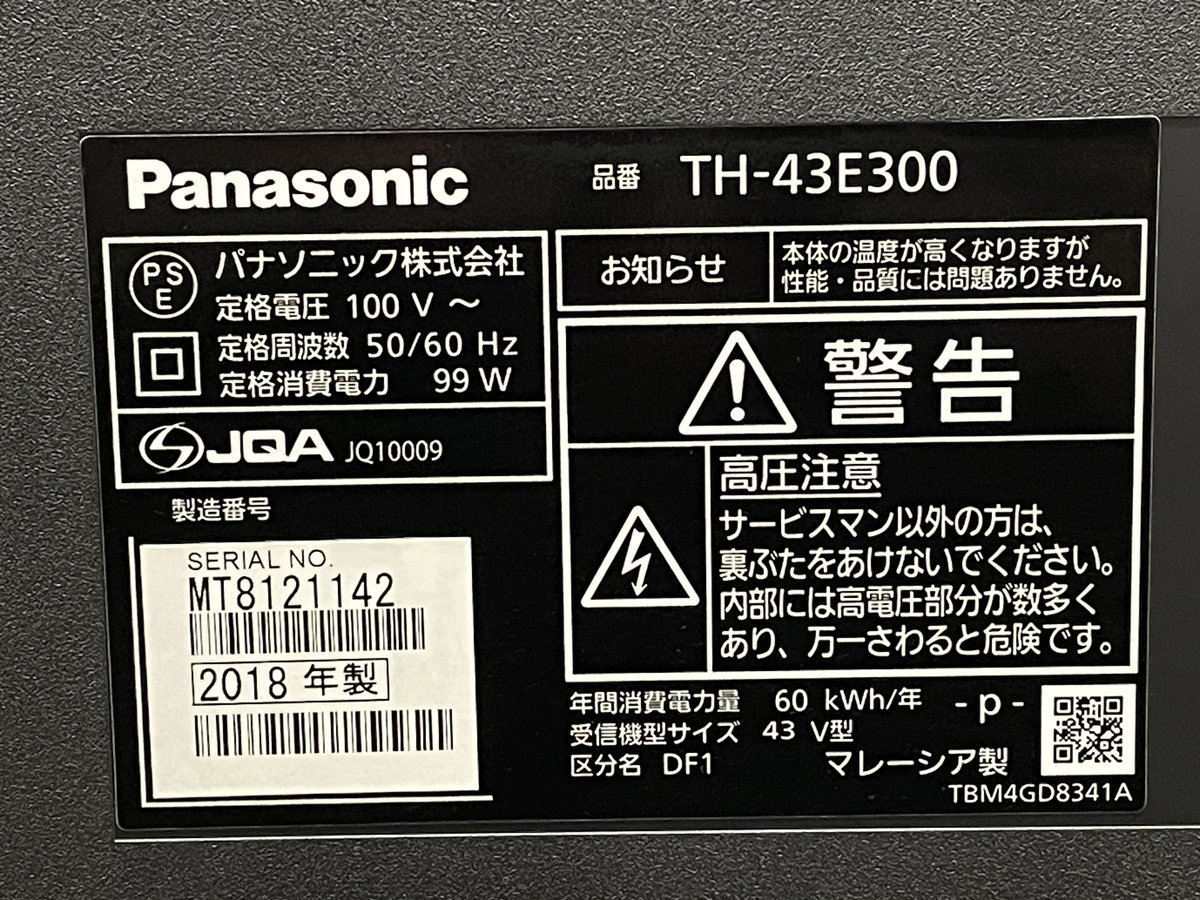 Panasonic
品番 TH-43E300
PS
E
パナソニック株式会社
定格電圧 100 V ～
定格周波数 50/60 Hz
定格消費電力 99 W
JQA JQ10009
製造番号
SERIAL NO.
MT8121142
2018 年製
お知らせ
本体の温度が高くなりますが
性能・品質には問題ありません。
警告
高圧注意
サービスマン以外の方は、
裏ぶたをあけないでください。
内部には高電圧部分が数多く
あり、万一さわると危険です。
年間消費電力量 60 kWh/年 - p -
受信機型サイズ 43 V型
区分名 DF1 マレーシア製
TBM4GD8341A